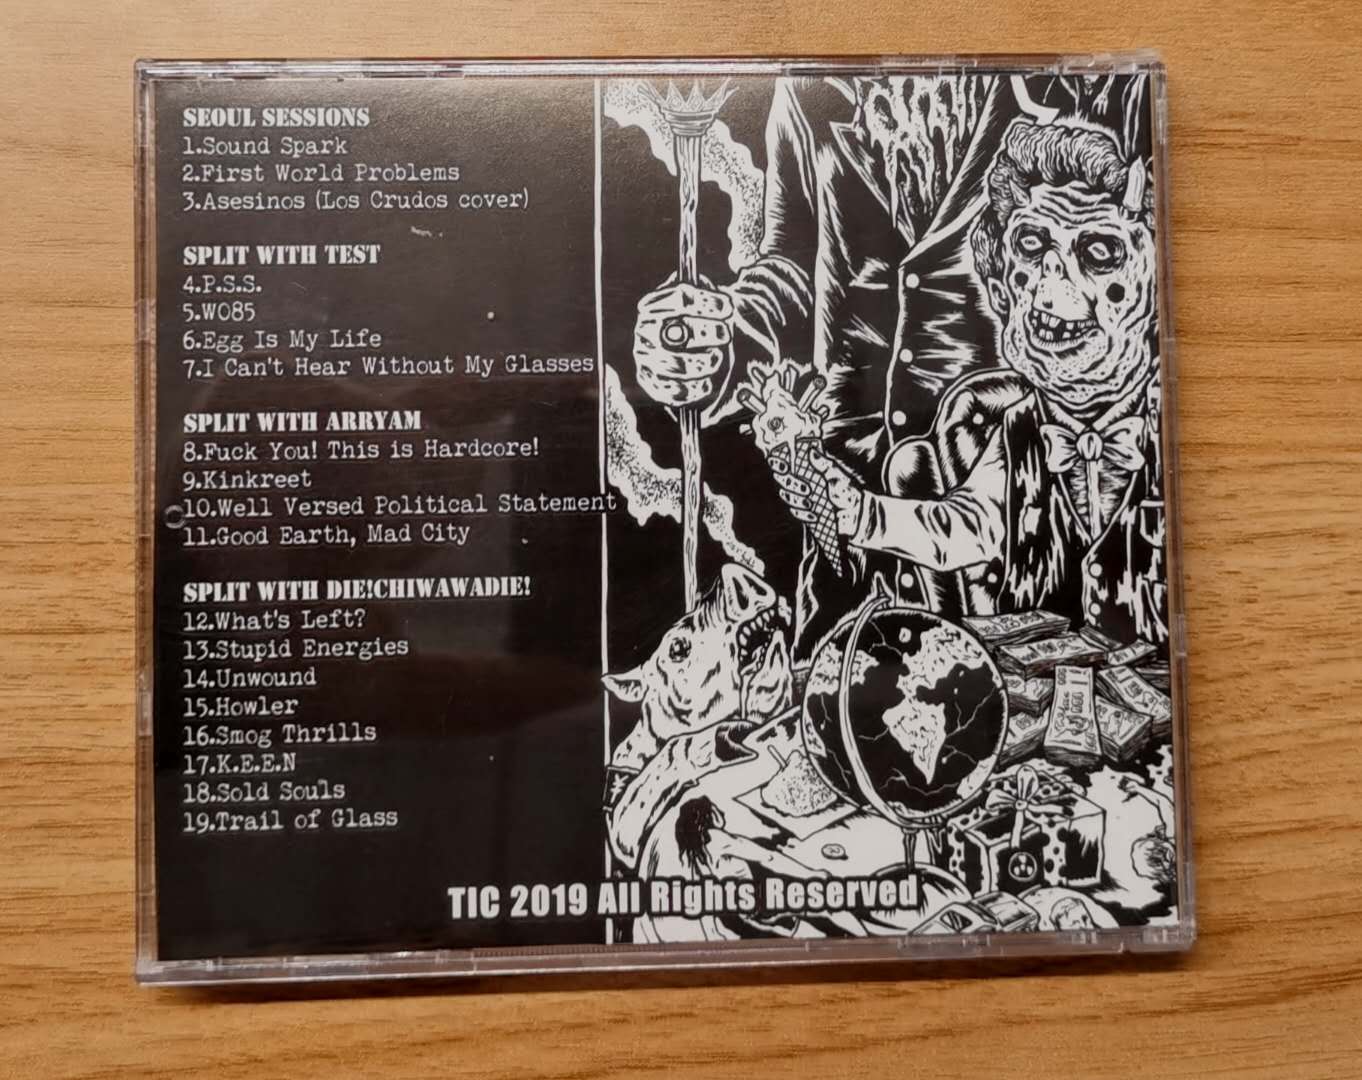 SEOUL SESSIONS
1.Sound Spark
2.First World Problems
3.Asesinos (Los Crudos cover)
SPLIT WITH TEST
4.P.S.S.
5.WO85
6.Egg Is My Life
7.I Can't Hear Without My Glasses
SPLIT WITH ARRYAM
8.Fuck You! This is Hardcore!
9.Kinkreet
10.Well Versed Political Statement
11.Good Earth, Mad City
SPLIT WITH DIE!CHIWAWADIE!
12.What's Left?
13.Stupid Energies
14.Unwound
15.Howler
16.Smog Thrills
17.K.E.E.N
18.Sold Souls
19.Trail of Glass
TIC 2019 All Rights Reserved